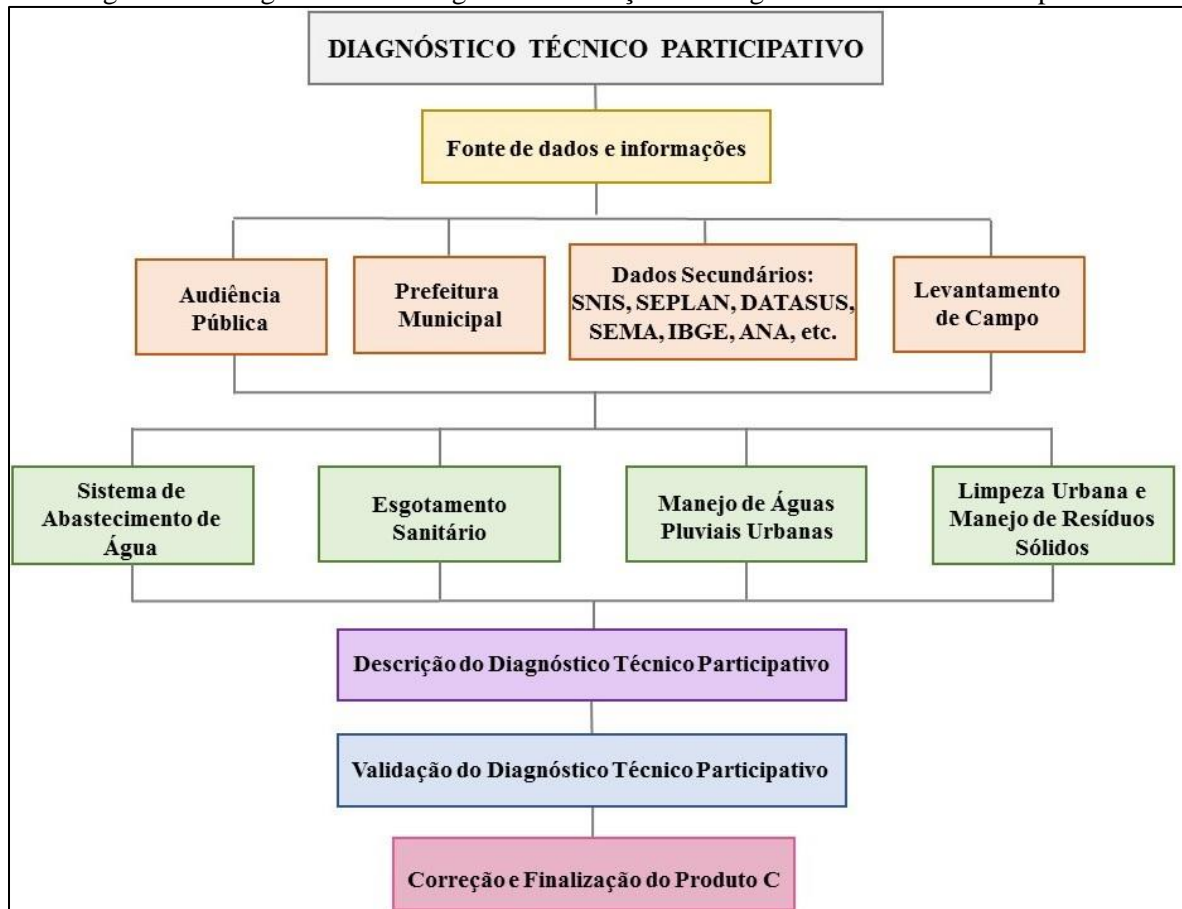 DIAGNÓSTICO TÉCNICO PARTICIPATIVO
Fonte de dados e informações
Audiência
Pública
Prefeitura
Municipal
Dados Secundários:
SNIS, SEPLAN, DATASUS,
SEMA, IBGE, ANA, etc.
Levantamento
de Campo
Sistema de
Abastecimento de
Água
Esgotamento
Sanitário
Manejo de Águas
Pluviais Urbanas
Limpeza Urbana e
Manejo de Resíduos
Sólidos
Descrição do Diagnóstico Técnico Participativo
Validação do Diagnóstico Técnico Participativo
Correção e Finalização do Produto C